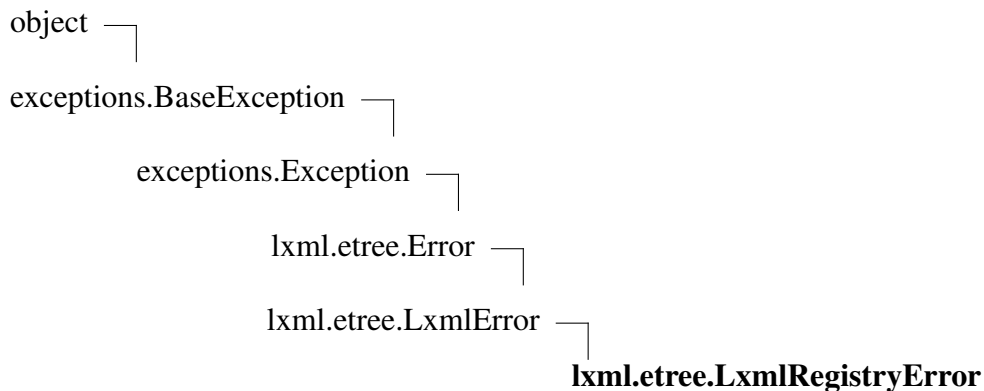 object
exceptions.BaseException
exceptions.Exception
lxml.etree.Error
lxml.etree.LxmlError
lxml.etree.LxmlRegistryError